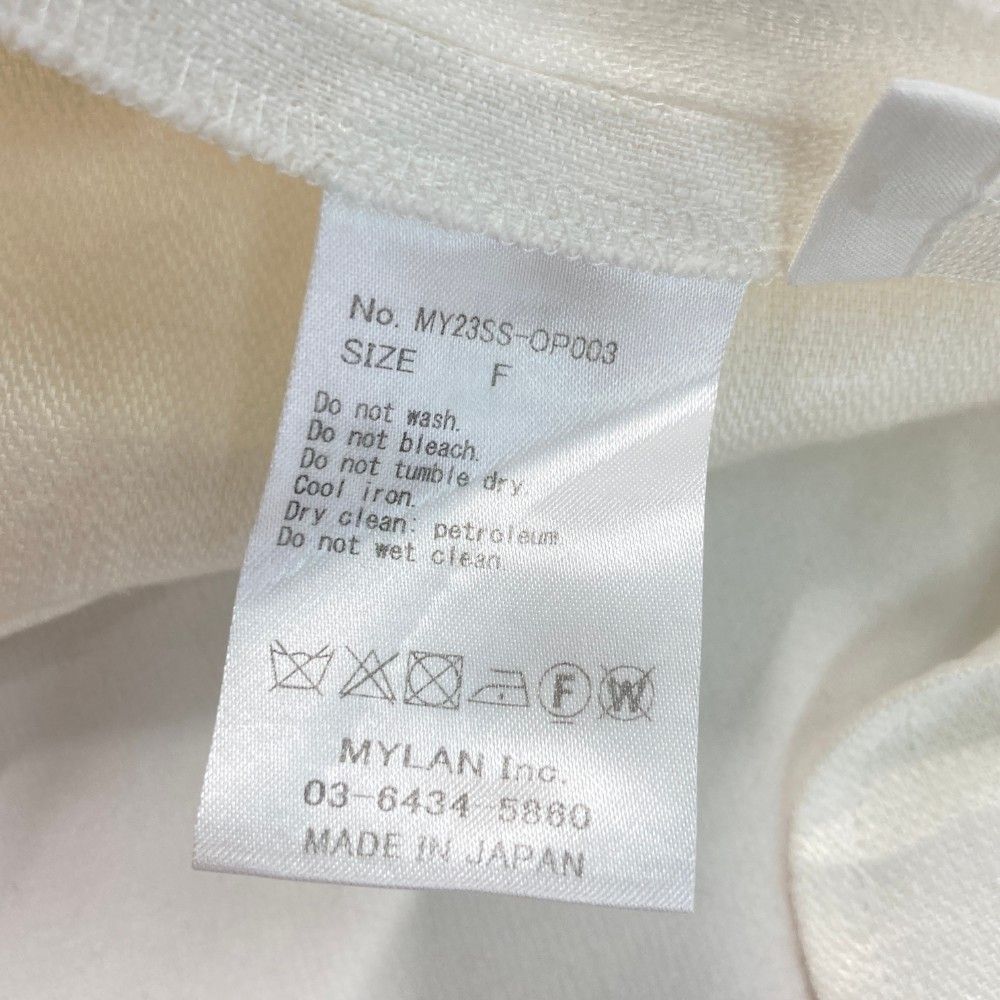 No. MY23SS-OP003
SIZE F
Do not wash.
Do not bleach.
Do not tumble dry.
Cool iron.
Dry clean: petroleum
Do not wet clean.
F W
MYLAN Inc.
03-6434-5860
MADE IN JAPAN